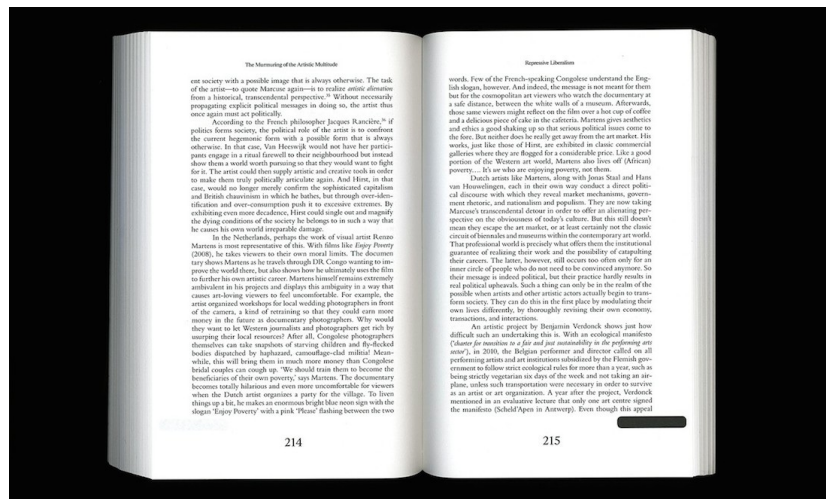 The Murmuring of the Artistic Multitude
ent society with a possible image that is always otherwise. The task
of the artist—to quote Marcuse again—is to realize artistic alienation
from a historical, transcendental perspective. Without necessarily
propagating explicit political messages in doing so, the artist thus
once again must act politically.
According to the French philosopher Jacques Rancière, if
politics forms society, the political role of the artist is to confront
the current hegemonic form with a possible form that is always
otherwise. In that case, Van Heeswijk would not have her partici-
pants engage in a ritual farewell to their neighbourhood but instead
show them a world worth pursuing so that they would want to fight
for it. The artist could then supply artistic and creative tools in order
to make them truly politically articulate again. And Hirst, in that
case, would no longer merely confirm the sophisticated capitalism
and British chauvinism in which he bathes, but through over-iden-
tification and over-consumption push it to excessive extremes. By
exhibiting even more decadence, Hirst could single out and magnify
the dying conditions of the society he belongs to in such a way that
he causes his own world irreparable damage.
In the Netherlands, perhaps the work of visual artist Renzo
Martens is most representative of this. With films like Enjoy Poverty
(2008), he takes viewers to their own moral limits. The documen
tary shows Martens as he travels through DR Congo wanting to im-
prove the world there, but also shows how he ultimately uses the film
to further his own artistic career. Martens himself remains extremely
ambivalent in his projects and displays this ambiguity in a way that
causes art-loving viewers to feel uncomfortable. For example, the
artist organized workshops for local wedding photographers in front
of the camera, a kind of retraining so that they could earn more
money in the future as documentary photographers. Why would
they want to let Western journalists and photographers get rich by
usurping their local resources? After all, Congolese photographers
themselves can take snapshots of starving children and fly-flecked
bodies dispatched by haphazard, camouflage-clad militia! Mean-
while, this will bring them in much more money than Congolese
bridal couples can cough up. 'We should train them to become the
beneficiaries of their own poverty,' says Martens. The documentary
becomes totally hilarious and even more uncomfortable for viewers
when the Dutch artist organizes a party for the village. To liven
things up a bit, he makes an enormous bright blue neon sign with the
slogan 'Enjoy Poverty' with a pink 'Please' flashing between the two
214
Repressive Liberalism
words. Few of the French-speaking Congolese understand the Eng-
lish slogan, however. And indeed, the message is not meant for them
but for the cosmopolitan art viewers who watch the documentary at
a safe distance, between the white walls of a museum. Afterwards,
those same viewers might reflect on the film over a hot cup of coffee
and a delicious piece of cake in the cafeteria. Martens gives aesthetics
and ethics a good shaking up so that serious political issues come to
the fore. But neither does he really get away from the art market. His
works, just like those of Hirst, are exhibited in classic commercial
galleries where they are flogged for a considerable price. Like a good
portion of the Western art world, Martens also lives off (African)
poverty.... It's we who are enjoying poverty, not them.
Dutch artists like Martens, along with Jonas Staal and Hans
van Houwelingen, each in their own way conduct a direct politi-
cal discourse with which they reveal market mechanisms, govern-
ment rhetoric, and nationalism and populism. They are now taking
Marcuse's transcendental detour in order to offer an alienating per-
spective on the obviousness of today's culture. But this still doesn't
mean they escape the art market, or at least certainly not the classic
circuit of biennales and museums within the contemporary art world.
That professional world is precisely what offers them the institutional
guarantee of realizing their work and the possibility of catapulting
their careers. The latter, however, still occurs too often only for an
inner circle of people who do not need to be convinced anymore. So
their message is indeed political, but their practice hardly results in
real political upheavals. Such a thing can only be in the realm of the
possible when artists and other artistic actors actually begin to trans-
form society. They can do this in the first place by modulating their
own lives differently, by thoroughly revising their own economy,
transactions, and interactions.
An artistic project by Benjamin Verdonck shows just how
difficult such an undertaking this is. With an ecological manifesto
('charter for transition to a fair and just sustainability in the performing arts
sector'), in 2010, the Belgian performer and director called on all
performing artists and art institutions subsidized by the Flemish gov-
ernment to follow strict ecological rules for more than a year, such as
being strictly vegetarian six days of the week and not taking an air-
plane, unless such transportation were necessary in order to survive
as an artist or art organization. A year after the project, Verdonck
mentioned in an evaluative lecture that only one art centre signed
the manifesto (Scheld'Apen in Antwerp). Even though this appeal
215